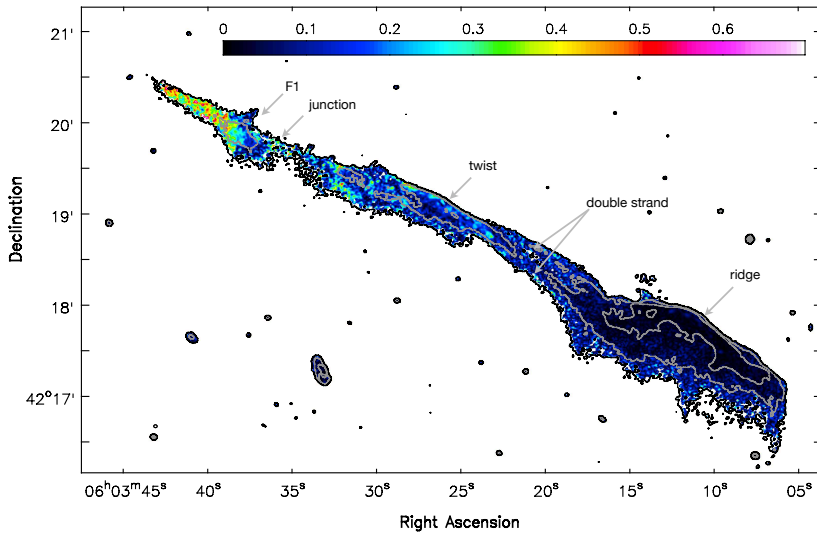 0 0.1 0.2 0.3 0.4 0.5 0.6
21'
F1
junction
20'
twist
19'
double strand
ridge
18'
42°17'
06ʰ03ᵐ45ˢ 40ˢ 35ˢ 30ˢ 25ˢ 20ˢ 15ˢ 10ˢ 05ˢ
Right Ascension
Declination